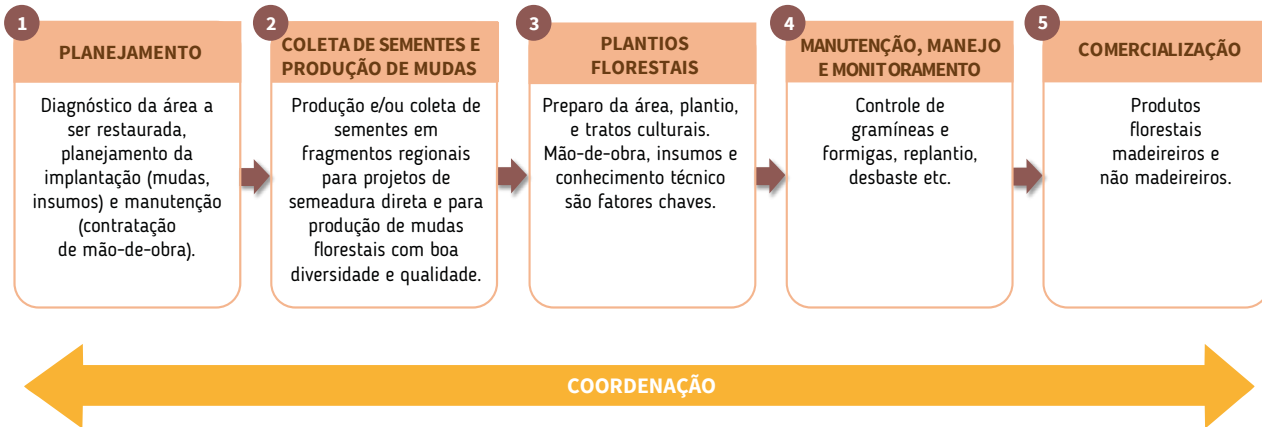 1
PLANEJAMENTO
Diagnóstico da área a
ser restaurada,
planejamento da
implantação (mudas,
insumos) e manutenção
(contratação
de mão-de-obra).
2
COLETA DE SEMENTES E
PRODUÇÃO DE MUDAS
Produção e/ou coleta de
sementes em
fragmentos regionais
para projetos de
semeadura direta e para
produção de mudas
florestais com boa
diversidade e qualidade.
3
PLANTIOS
FLORESTAIS
Preparo da área, plantio,
e tratos culturais.
Mão-de-obra, insumos e
conhecimento técnico
são fatores chaves.
4
MANUTENÇÃO, MANEJO
E MONITORAMENTO
Controle de
gramíneas e
formigas, replantio,
desbaste etc.
5
COMERCIALIZAÇÃO
Produtos
florestais
madeireiros e
não madeireiros.
COORDENAÇÃO